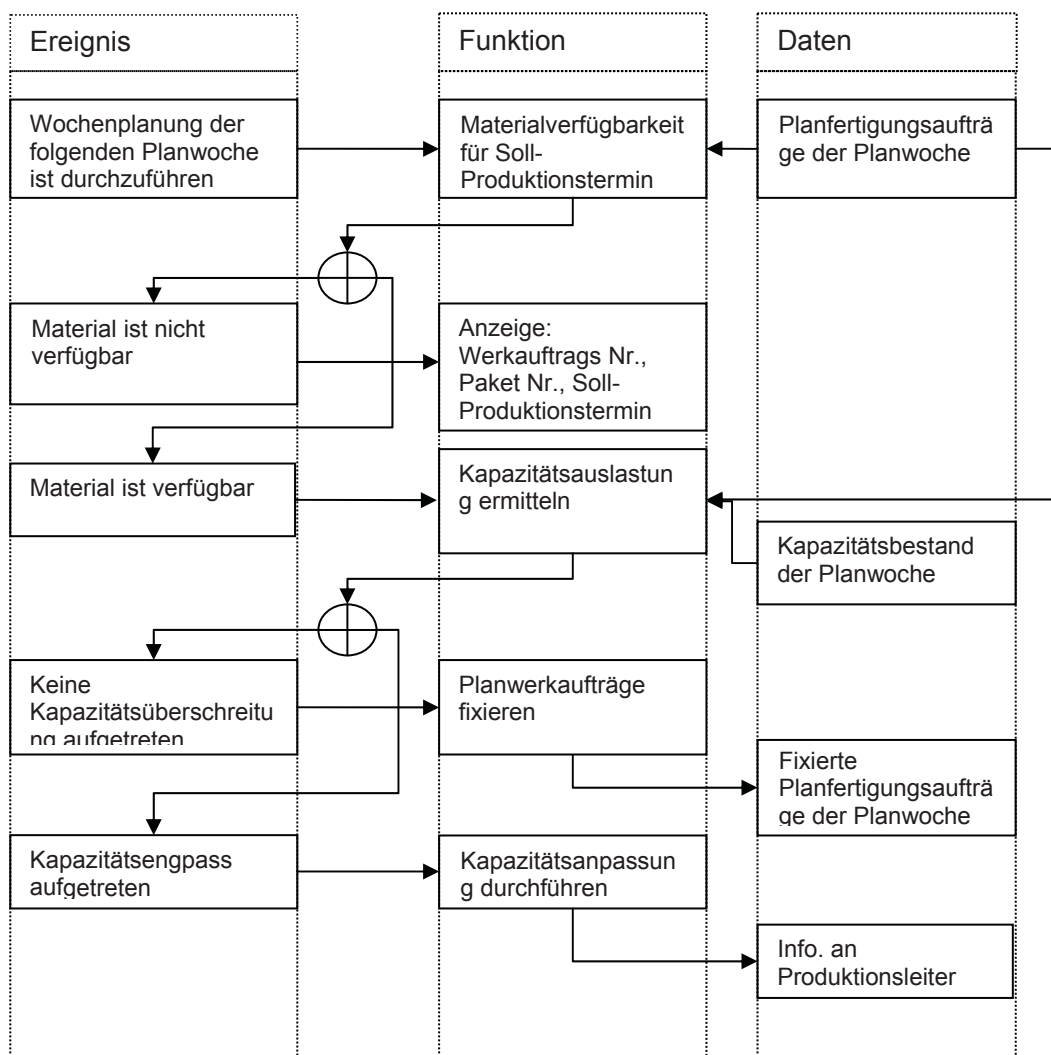 Ereignis
Funktion
Daten
Wochenplanung der
folgenden Planwoche
ist durchzuführen
Materialverfügbarkeit
für Soll-
Produktionstermin
Planfertigungsaufträ
ge der Planwoche
Material ist nicht
verfügbar
Anzeige:
Werkauftrags Nr.,
Paket Nr., Soll-
Produktionstermin
Material ist verfügbar
Kapazitätsauslastun
g ermitteln
Kapazitätsbestand
der Planwoche
Keine
Kapazitätsüberschreitu
ng aufgetreten
Planwerkaufträge
fixieren
Fixierte
Planfertigungsaufträ
ge der Planwoche
Kapazitätsengpass
aufgetreten
Kapazitätsanpassun
g durchführen
Info. an
Produktionsleiter